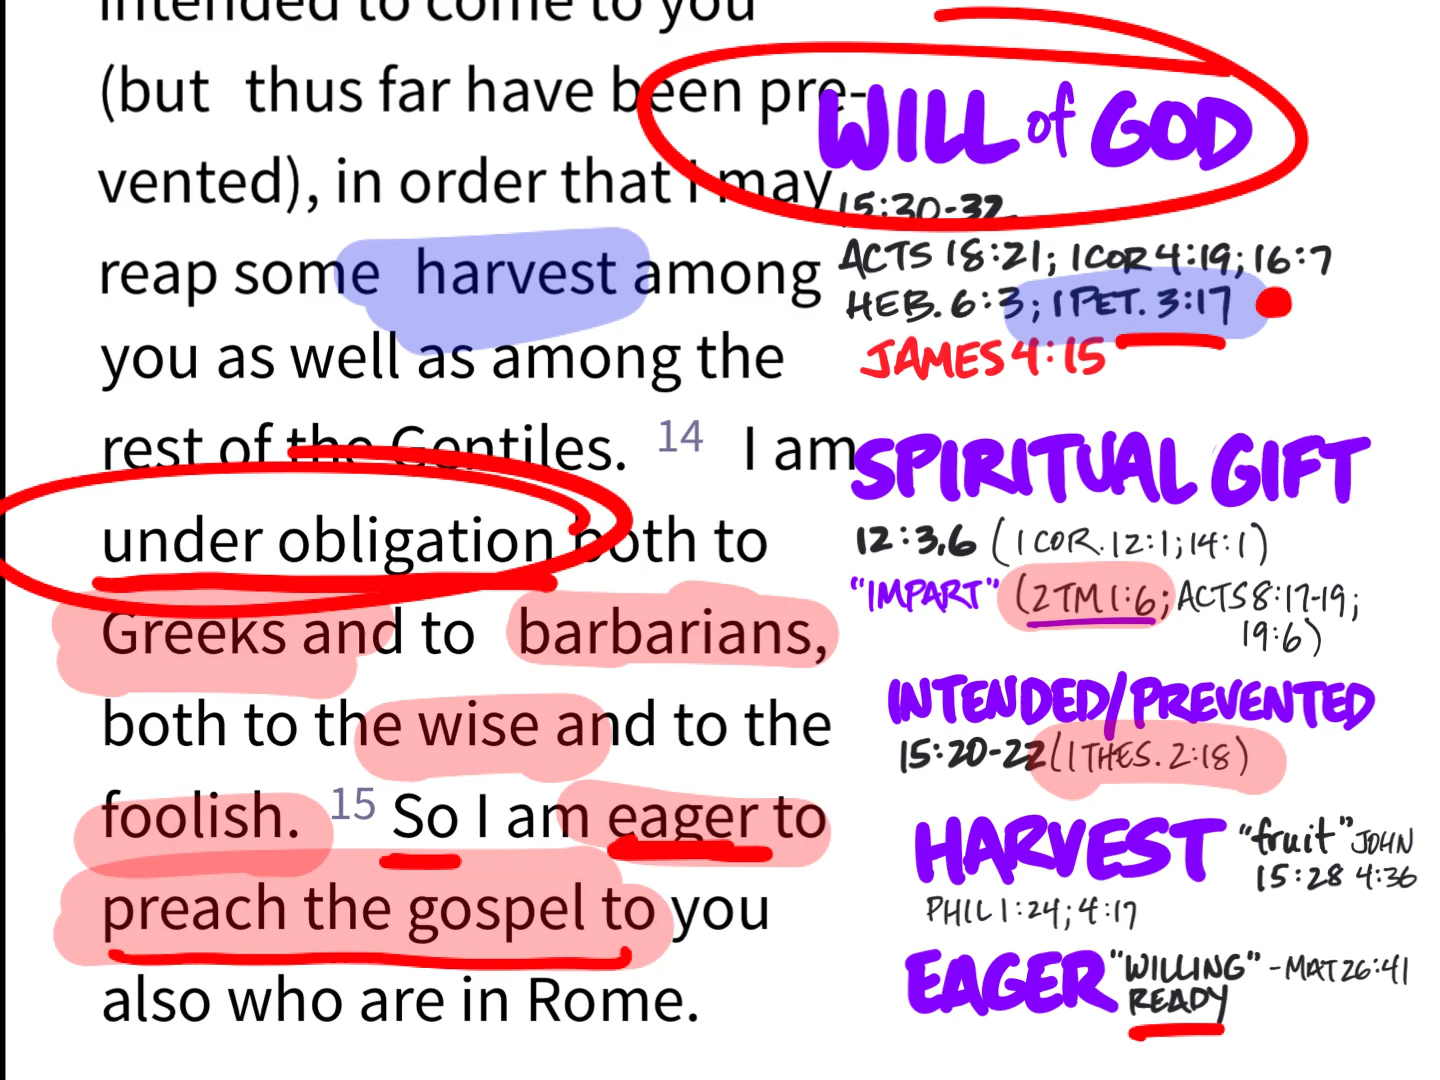 intended to come to you
(but thus far have been pre-
vented), in order that I may
reap some harvest among
you as well as among the
rest of the Gentiles. 14 I am
under obligation both to
Greeks and to barbarians,
both to the wise and to the
foolish. 15 So I am eager to
preach the gospel to you
also who are in Rome.
WILL of GOD
15:30-32
ACTS 18:21; 1COR 4:19; 16:7
HEB. 6:3; 1PET. 3:17
JAMES 4:15
SPIRITUAL GIFT
12:3,6 (1 COR. 12:1; 14:1)
"IMPART" (2TM 1:6; ACTS 8:17-19;
19:6)
INTENDED/PREVENTED
15:20-22 (1 THES. 2:18)
HARVEST "fruit" JOHN
15:28 4:36
PHIL 1:24; 4:17
EAGER "WILLING" - MAT 26:41
READY